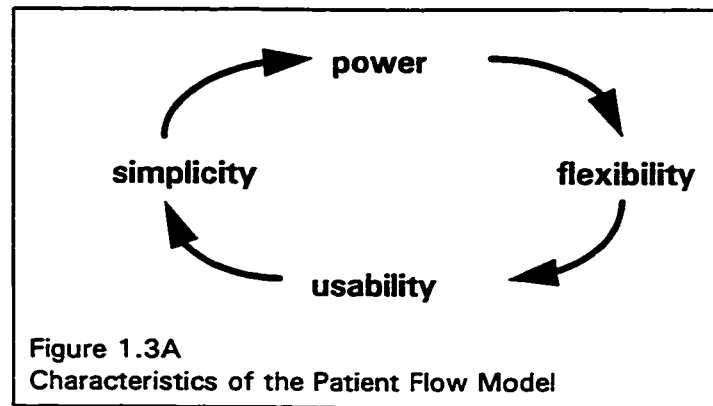 power
simplicity
flexibility
usability
Figure 1.3A
Characteristics of the Patient Flow Model